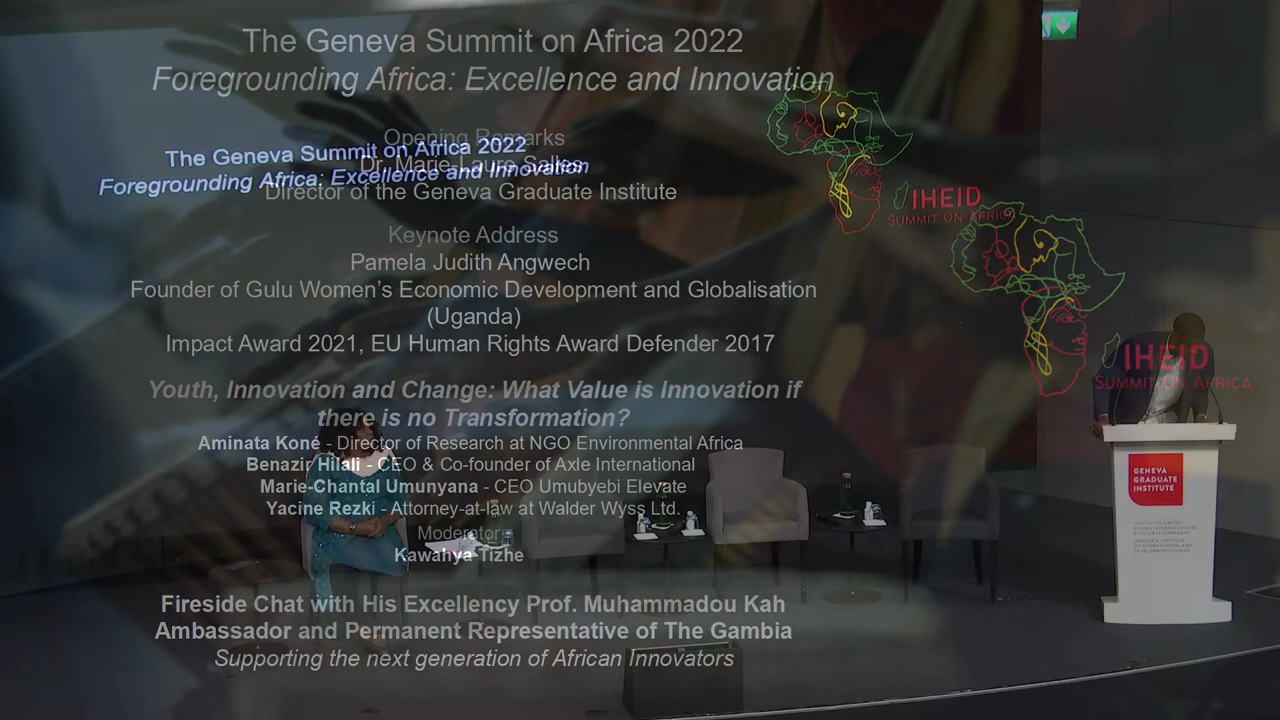 The Geneva Summit on Africa 2022
Foregrounding Africa: Excellence and Innovation
Opening Remarks
Dr. Marie-Laure Salles
Director of the Geneva Graduate Institute
The Geneva Summit on Africa 2022
Foregrounding Africa: Excellence and Innovation
Keynote Address
Pamela Judith Angwech
Founder of Gulu Women’s Economic Development and Globalisation
(Uganda)
Impact Award 2021, EU Human Rights Award Defender 2017
Youth, Innovation and Change: What Value is Innovation if
there is no Transformation?
Aminata Koné - Director of Research at NGO Environmental Africa
Benazir Hilali - CEO & Co-founder of Axle International
Marie-Chantal Umunyana - CEO Umubyebi Elevate
Yacine Rezki - Attorney-at-law at Walder Wyss Ltd.
Moderator
Kawahya Tizhe
Fireside Chat with His Excellency Prof. Muhammadou Kah
Ambassador and Permanent Representative of The Gambia
Supporting the next generation of African Innovators
IHEID
SUMMIT ON AFRICA
IHEID
SUMMIT ON AFRICA
GENEVA
GRADUATE
INSTITUTE